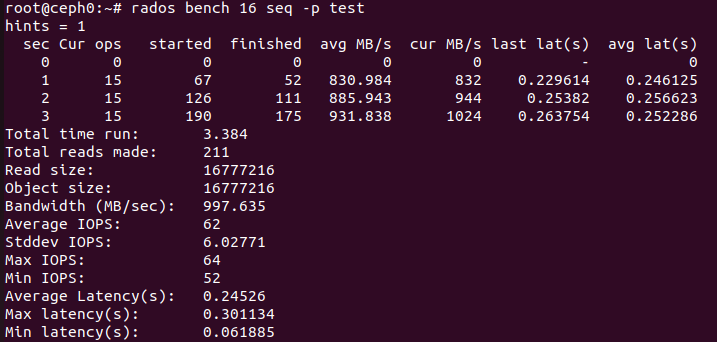 root@ceph0:~# rados bench 16 seq -p test
hints = 1
  sec Cur ops   started  finished  avg MB/s  cur MB/s last lat(s)  avg lat(s)
    0       0         0         0         0         0           -           0
    1      15        67        52   830.984       832    0.229614    0.246125
    2      15       126       111   885.943       944     0.25382    0.256623
    3      15       190       175   931.838      1024    0.263754    0.252286
Total time run:       3.384
Total reads made:     211
Read size:            16777216
Object size:          16777216
Bandwidth (MB/sec):   997.635
Average IOPS:         62
Stddev IOPS:          6.02771
Max IOPS:             64
Min IOPS:             52
Average Latency(s):   0.24526
Max latency(s):       0.301134
Min latency(s):       0.061885